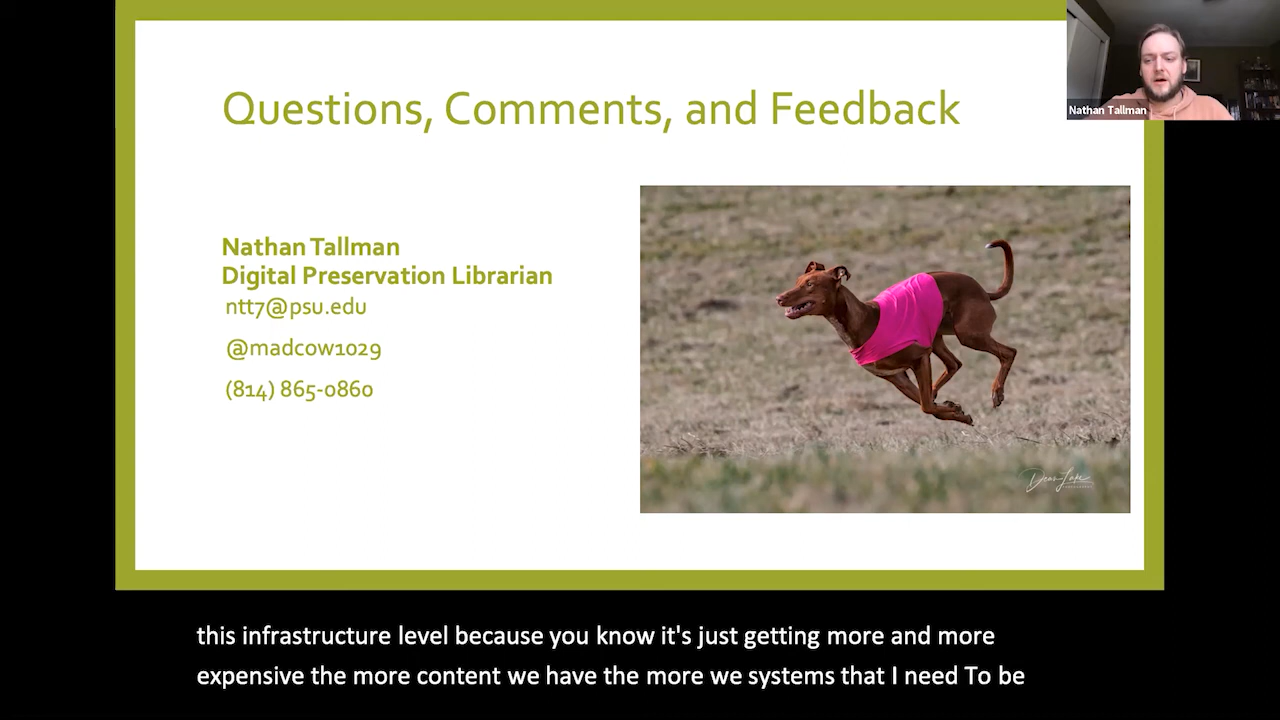 Questions, Comments, and Feedback
Nathan Tallman
Nathan Tallman
Digital Preservation Librarian
ntt7@psu.edu
@madcow1029
(814) 865-0860
this infrastructure level because you know it's just getting more and more
expensive the more content we have the more we systems that I need To be